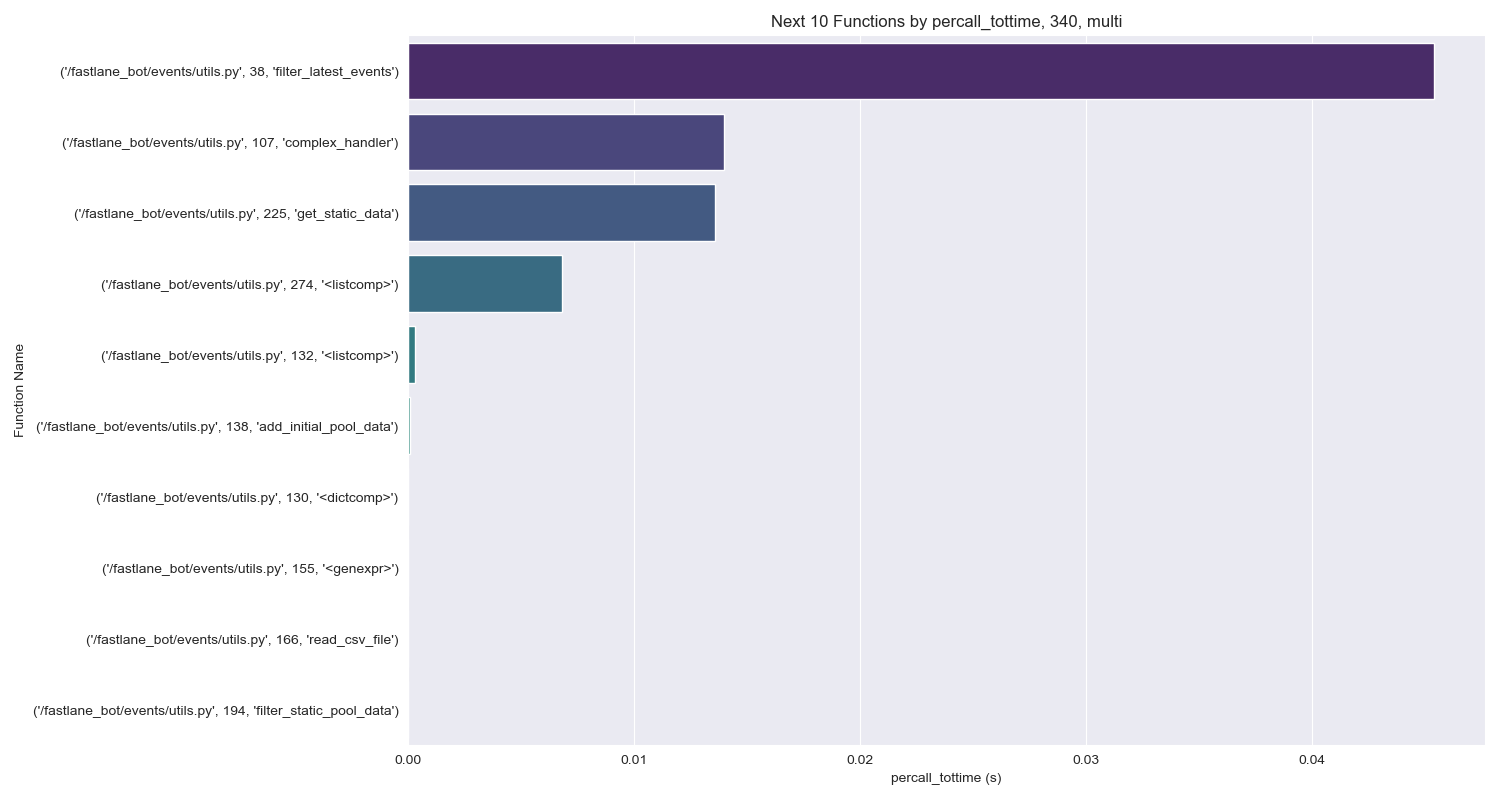 Next 10 Functions by percall_tottime, 340, multi
('/fastlane_bot/events/utils.py', 38, 'filter_latest_events')
('/fastlane_bot/events/utils.py', 107, 'complex_handler')
('/fastlane_bot/events/utils.py', 225, 'get_static_data')
('/fastlane_bot/events/utils.py', 274, '<listcomp>')
('/fastlane_bot/events/utils.py', 132, '<listcomp>')
('/fastlane_bot/events/utils.py', 138, 'add_initial_pool_data')
('/fastlane_bot/events/utils.py', 130, '<dictcomp>')
('/fastlane_bot/events/utils.py', 155, '<genexpr>')
('/fastlane_bot/events/utils.py', 166, 'read_csv_file')
('/fastlane_bot/events/utils.py', 194, 'filter_static_pool_data')
Function Name
0.00 0.01 0.02 0.03 0.04
percall_tottime (s)